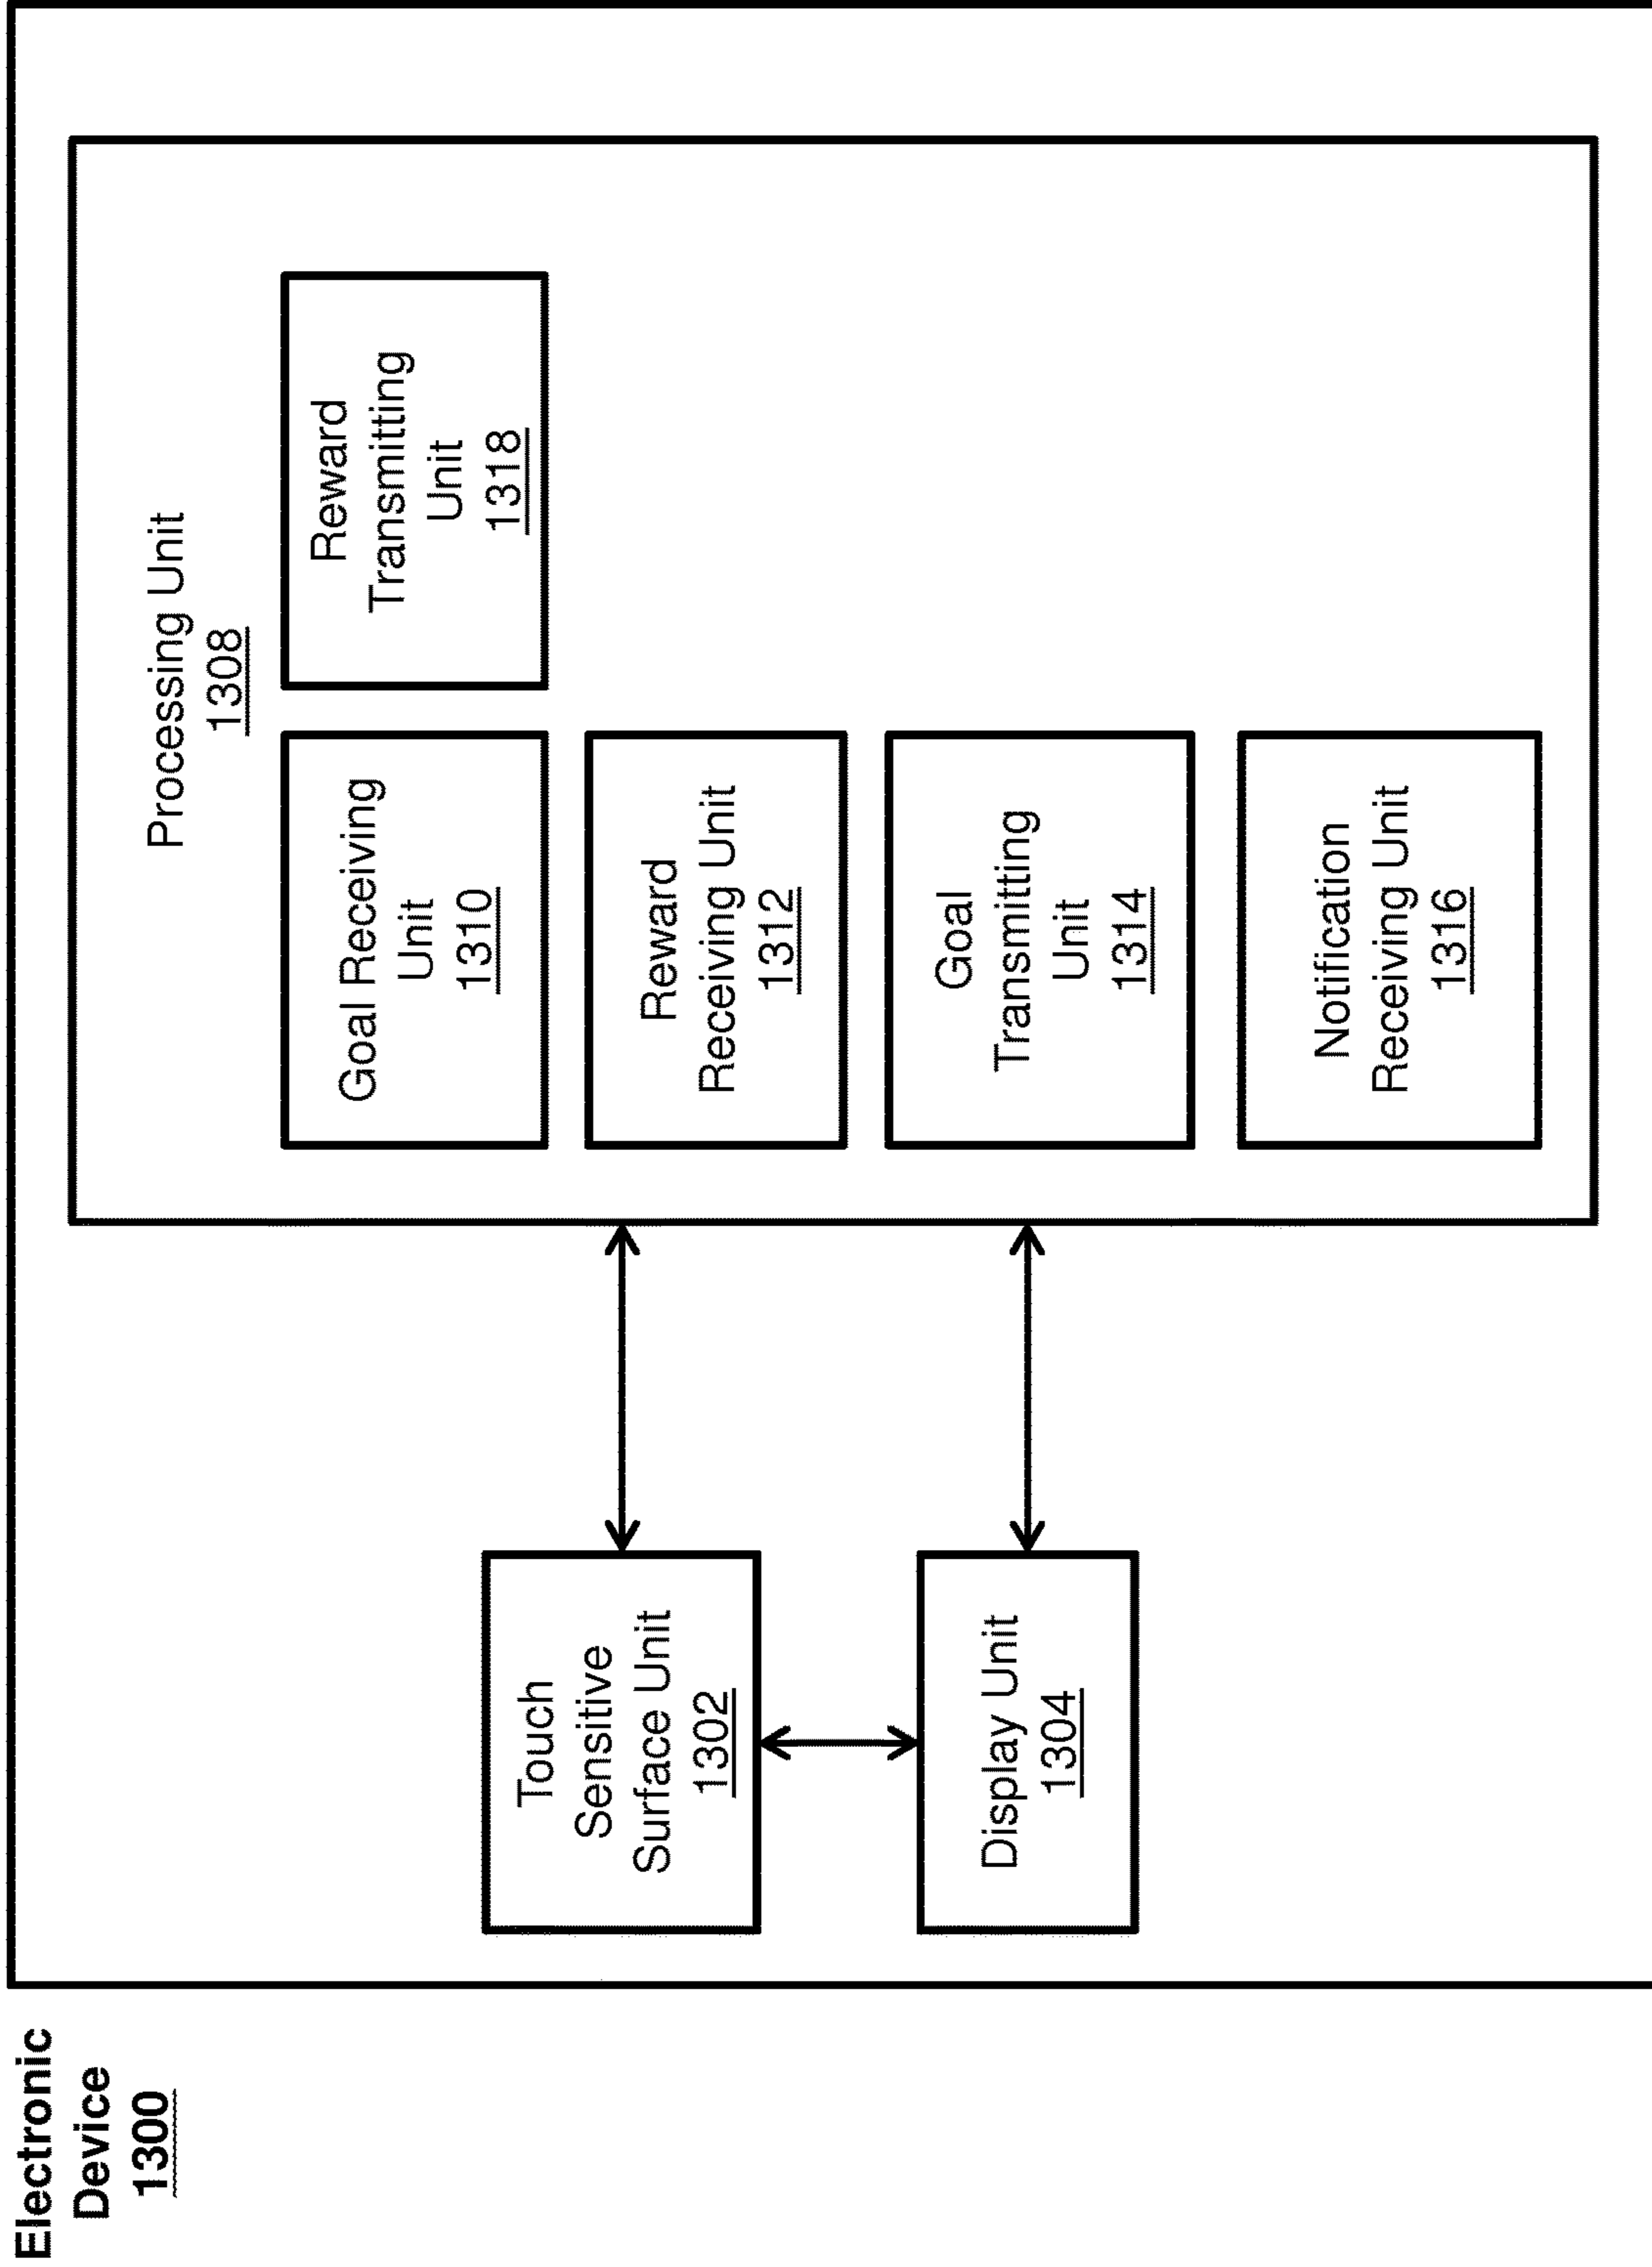 Electronic
Device
1300
Touch
Sensitive
Surface Unit
1302
Display Unit
1304
Processing Unit
1308
Goal Receiving
Unit
1310
Reward
Receiving Unit
1312
Goal
Transmitting
Unit
1314
Notification
Receiving Unit
1316
Reward
Transmitting
Unit
1318